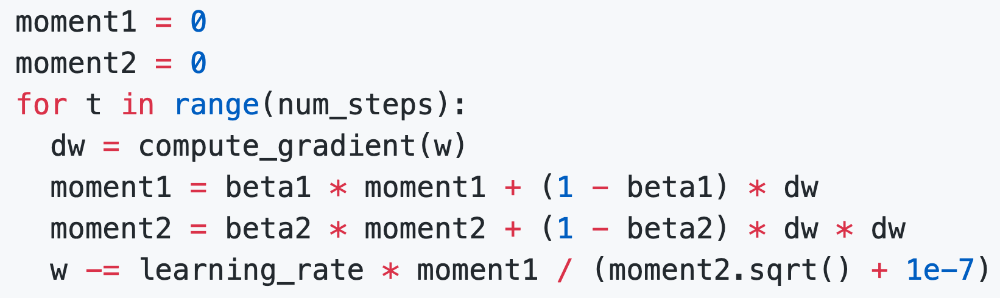 moment1 = 0
moment2 = 0
for t in range(num_steps):
  dw = compute_gradient(w)
  moment1 = beta1 * moment1 + (1 - beta1) * dw
  moment2 = beta2 * moment2 + (1 - beta2) * dw * dw
  w -= learning_rate * moment1 / (moment2.sqrt() + 1e-7)